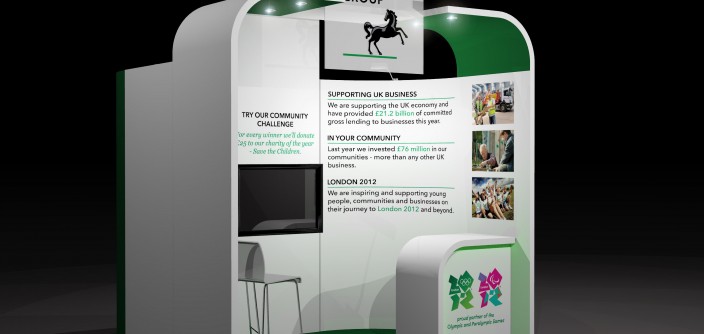 GROUP
SUPPORTING UK BUSINESS
We are supporting the UK economy and
have provided £21.2 billion of committed
gross lending to businesses this year.
IN YOUR COMMUNITY
Last year we invested £76 million in our
communities - more than any other UK
business.
LONDON 2012
We are inspiring and supporting young
people, communities and businesses on
their journey to London 2012 and beyond.
TRY OUR COMMUNITY
CHALLENGE
For every winner we'll donate
£25 to our charity of the year
- Save the Children.
proud partner of the
Olympic and Paralympic Games